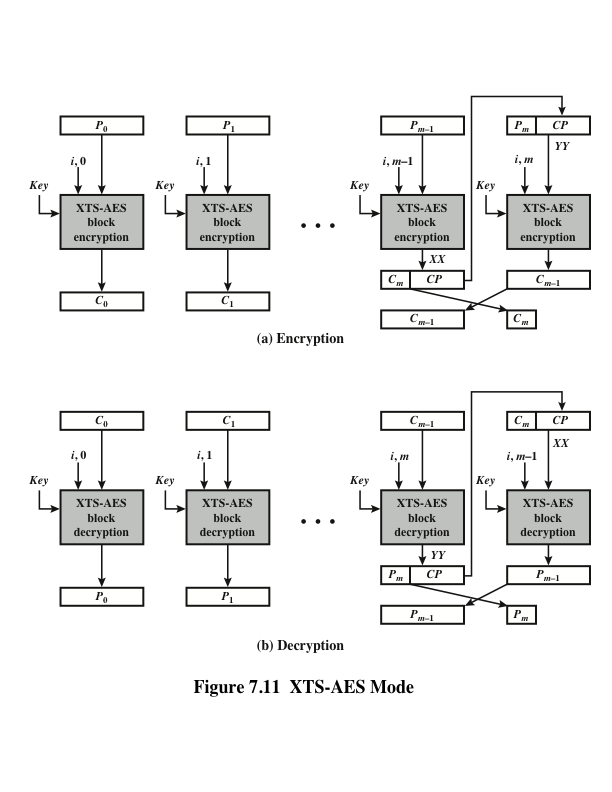 P0 P1 Pm–1 Pm CP
YY
i, 0 i, 1 i, m–1 i, m
Key Key Key Key
XTS-AES XTS-AES XTS-AES XTS-AES
block block block block
encryption encryption . . . encryption encryption
XX
Cm CP Cm–1
C0 C1
Cm–1 Cm
(a) Encryption
C0 C1 Cm–1 Cm CP
XX
i, 0 i, 1 i, m i, m–1
Key Key Key Key
XTS-AES XTS-AES XTS-AES XTS-AES
block block block block
decryption decryption . . . decryption decryption
YY
Pm CP Pm–1
P0 P1
Pm–1 Pm
(b) Decryption
Figure 7.11 XTS-AES Mode